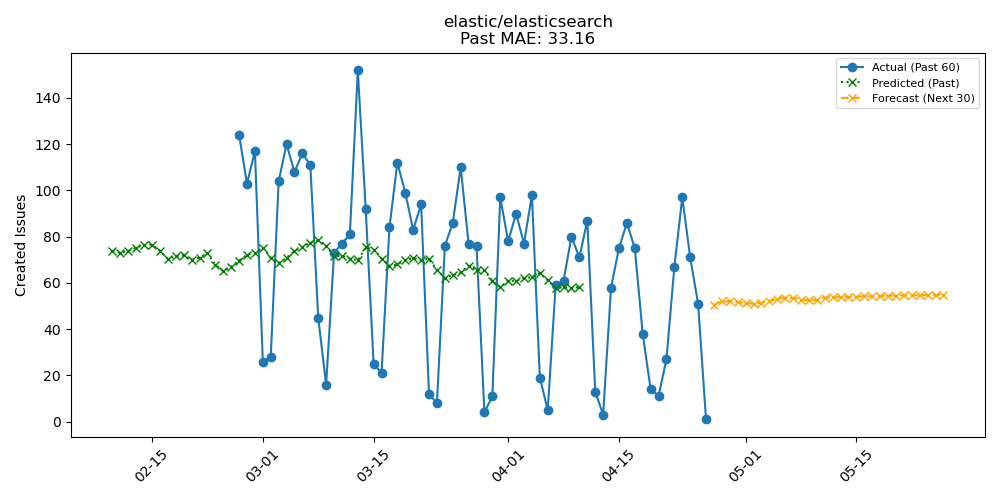 elastic/elasticsearch
Past MAE: 33.16
Actual (Past 60)
Predicted (Past)
Forecast (Next 30)
Created Issues
140
120
100
80
60
40
20
0
02-15
03-01
03-15
04-01
04-15
05-01
05-15